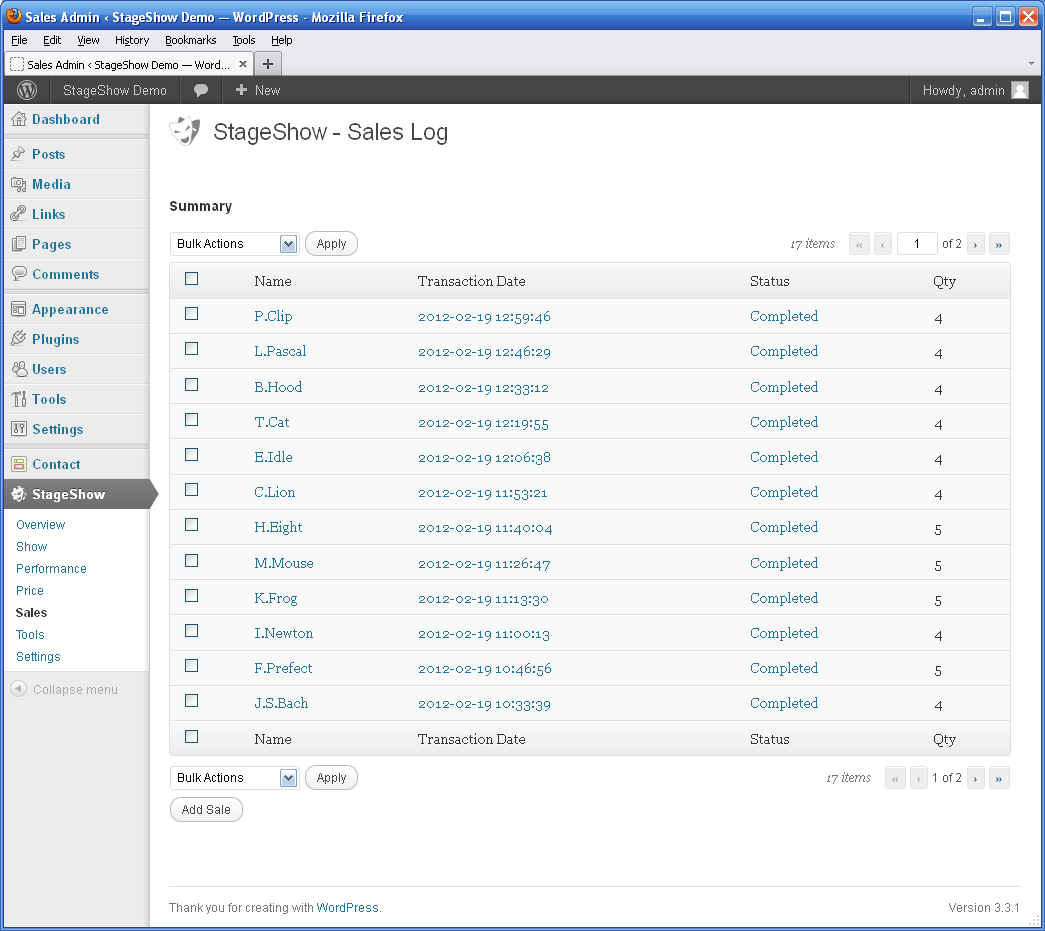 Sales Admin ‹ StageShow Demo — WordPress - Mozilla Firefox
File Edit View History Bookmarks Tools Help
Sales Admin ‹ StageShow Demo — Word... × +
StageShow Demo + New Howdy, admin
Dashboard
Posts
Media
Links
Pages
Comments
Appearance
Plugins
Users
Tools
Settings
Contact
StageShow
Overview
Show
Performance
Price
Sales
Tools
Settings
Collapse menu
StageShow - Sales Log
Summary
Bulk Actions Apply 17 items « ‹ 1 of 2 › »
Name Transaction Date Status Qty
P.Clip 2012-02-19 12:59:46 Completed 4
L.Pascal 2012-02-19 12:46:29 Completed 4
B.Hood 2012-02-19 12:33:12 Completed 4
T.Cat 2012-02-19 12:19:55 Completed 4
E.Idle 2012-02-19 12:06:38 Completed 4
C.Lion 2012-02-19 11:53:21 Completed 4
H.Eight 2012-02-19 11:40:04 Completed 5
M.Mouse 2012-02-19 11:26:47 Completed 5
K.Frog 2012-02-19 11:13:30 Completed 5
I.Newton 2012-02-19 11:00:13 Completed 4
F.Prefect 2012-02-19 10:46:56 Completed 5
J.S.Bach 2012-02-19 10:33:39 Completed 4
Name Transaction Date Status Qty
Bulk Actions Apply 17 items « ‹ 1 of 2 › »
Add Sale
Thank you for creating with WordPress. Version 3.3.1